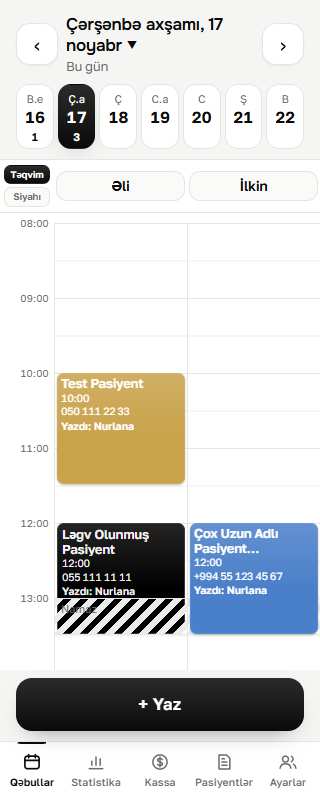 Çərşənbə axşamı, 17
noyabr ▼
Bu gün
B.e
16
1
Ç.a
17
3
Ç
18
C.a
19
C
20
Ş
21
B
22
Təqvim
Siyahı
Əli
İlkin
08:00
09:00
10:00
Test Pasiyent
10:00
050 111 22 33
Yazdı: Nurlana
11:00
12:00
Ləğv Olunmuş
Pasiyent
12:00
055 111 11 11
Yazdı: Nurlana
Çox Uzun Adlı
Pasiyent...
12:00
+994 55 123 45 67
Yazdı: Nurlana
13:00
+ Yaz
Qəbullar
Statistika
Kassa
Pasiyentlər
Ayarlar